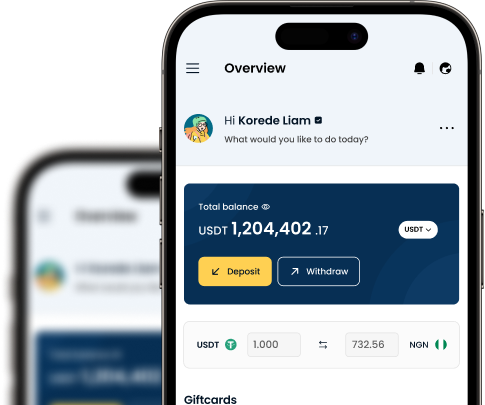 Overview
Hi Korede Liam
What would you like to do today?
Total balance
USDT 1,204,402 .17
USDT
Deposit
Withdraw
USDT 1.000 732.56 NGN
Giftcards